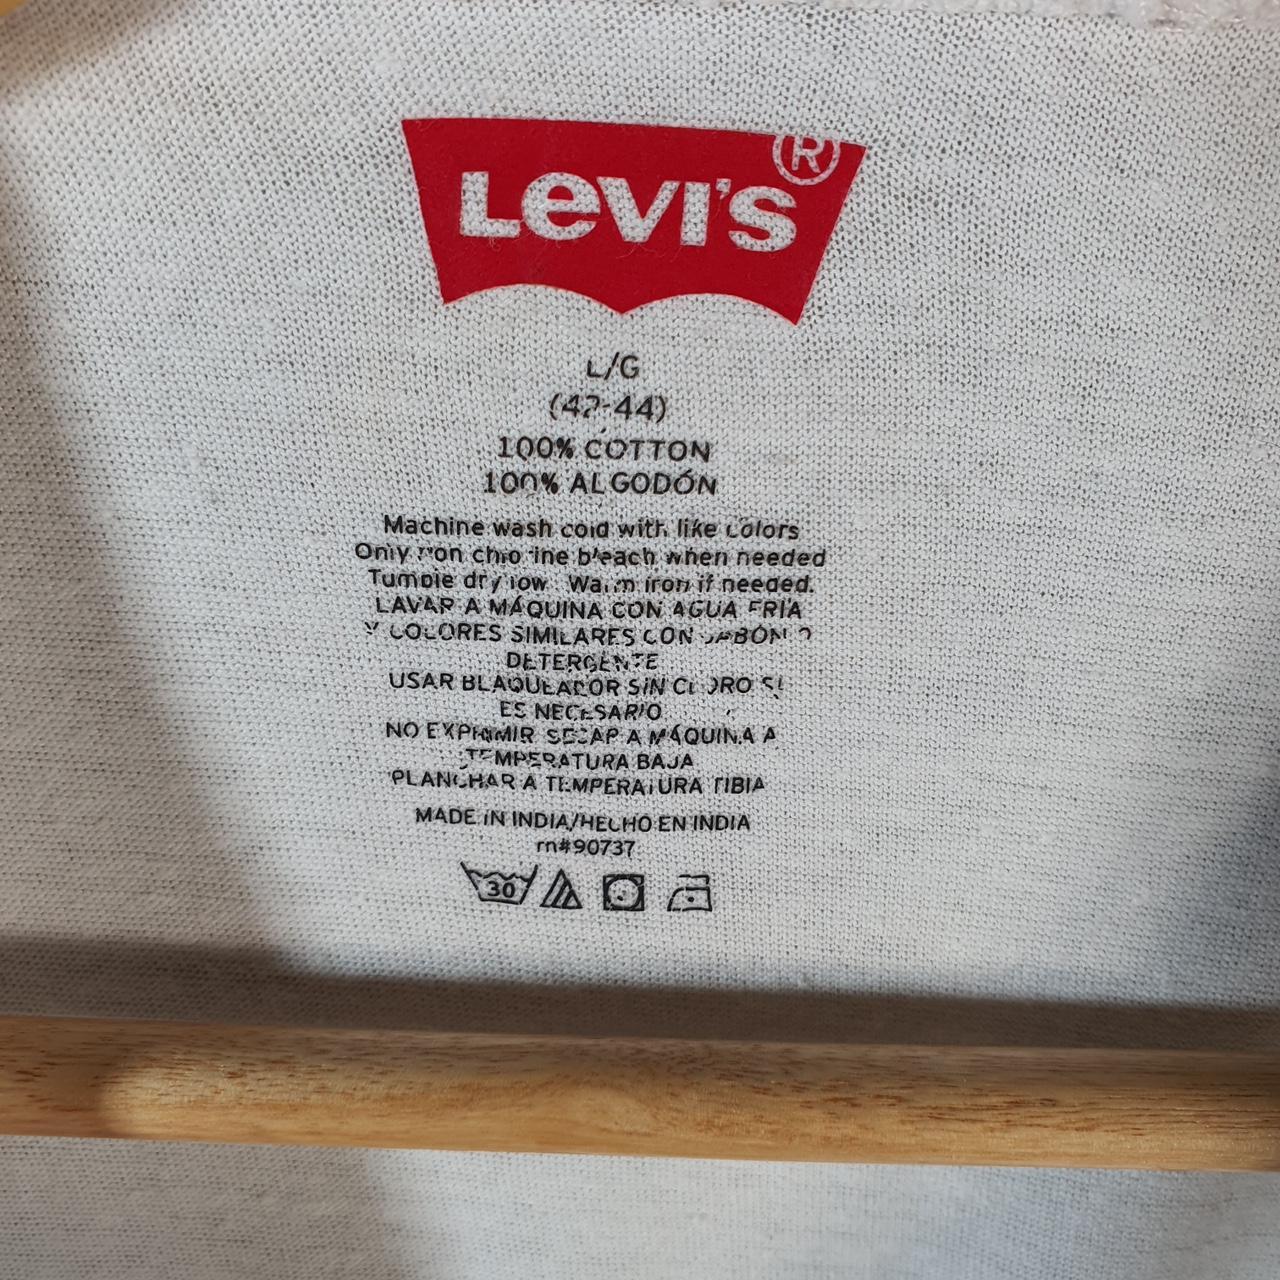 LEVI'S®
L/G
(42-44)
100% COTTON
100% ALGODÓN
Machine wash cold with like colors
Only non chlorine bleach when needed
Tumble dry low. Warm iron if needed.
LAVAR A MÁQUINA CON AGUA FRIA
Y COLORES SIMILARES CON JABÓN O
DETERGENTE
USAR BLAQUEADOR SIN CLORO SI
ES NECESARIO
NO EXPRIMIR SECAR A MÁQUINA A
TEMPERATURA BAJA
PLANCHAR A TEMPERATURA TIBIA
MADE IN INDIA/HECHO EN INDIA
rn#90737
30